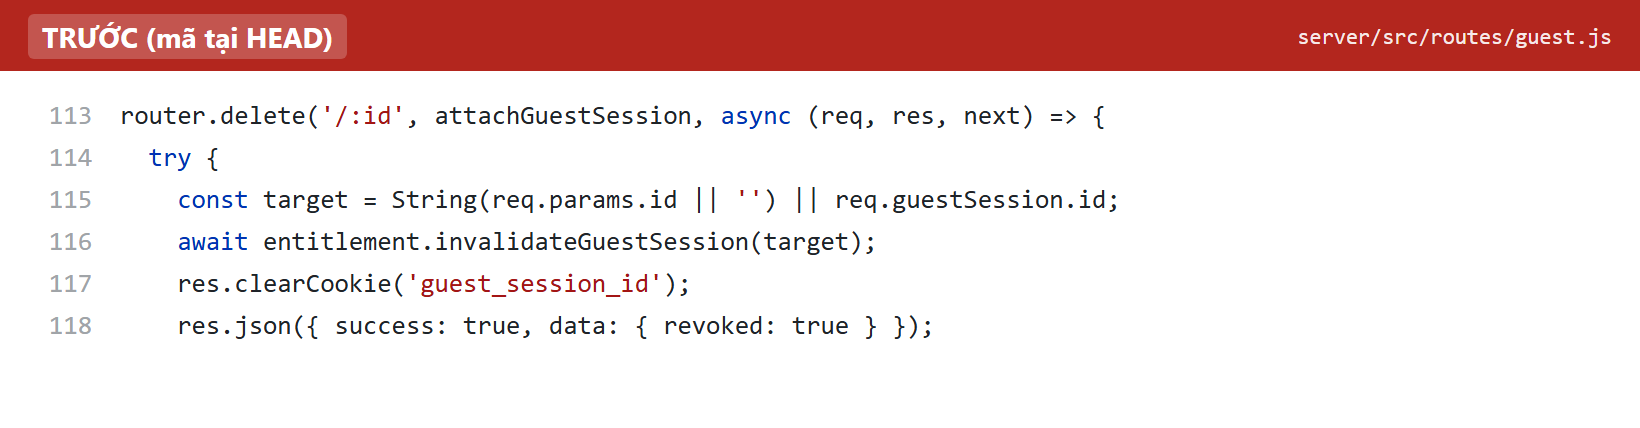 TRƯỚC (mã tại HEAD)
server/src/routes/guest.js
113 router.delete('/:id', attachGuestSession, async (req, res, next) => {
114   try {
115     const target = String(req.params.id || '') || req.guestSession.id;
116     await entitlement.invalidateGuestSession(target);
117     res.clearCookie('guest_session_id');
118     res.json({ success: true, data: { revoked: true } });